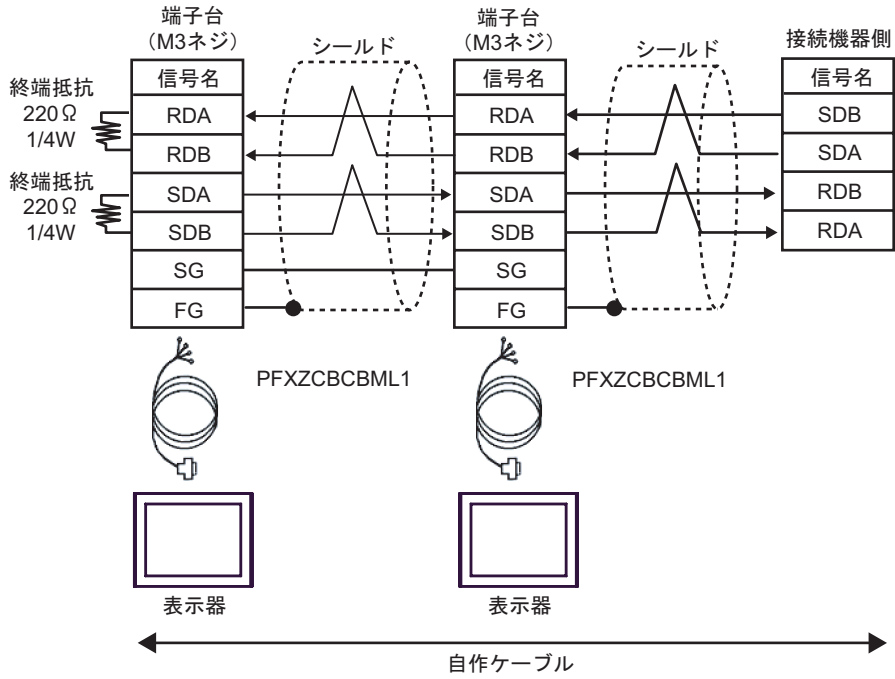 端子台
(M3ネジ)
シールド
端子台
(M3ネジ)
シールド
接続機器側
終端抵抗
220Ω
1/4W
終端抵抗
220Ω
1/4W
信号名
RDA
RDB
SDA
SDB
SG
FG
信号名
RDA
RDB
SDA
SDB
SG
FG
信号名
SDB
SDA
RDB
RDA
PFXZCBCBML1
PFXZCBCBML1
表示器
表示器
自作ケーブル